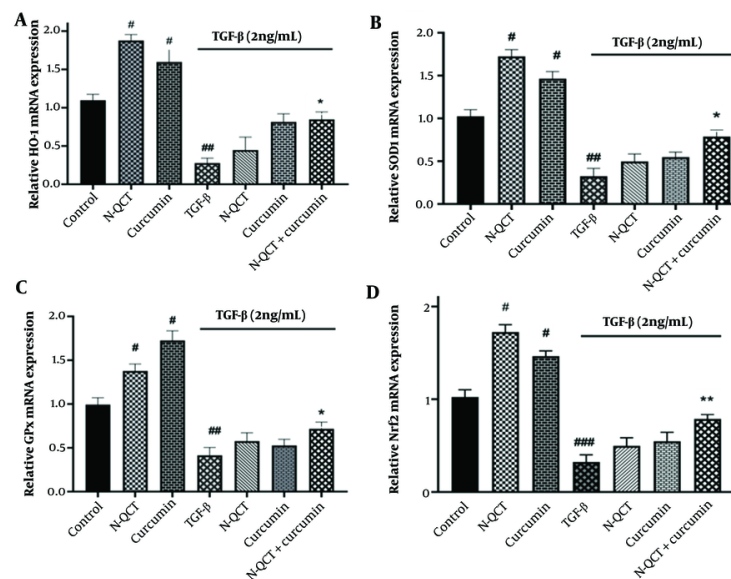 A
Relative HO-1 mRNA expression
2.0
1.5
1.0
0.5
0.0
#
#
TGF-β (2ng/mL)
##
*
Control
N-QCT
Curcumin
TGF-β
N-QCT
Curcumin
N-QCT + curcumin
B
Relative SOD1 mRNA expression
2.0
1.5
1.0
0.5
0.0
#
#
TGF-β (2ng/mL)
##
*
Control
N-QCT
Curcumin
TGF-β
N-QCT
Curcumin
N-QCT + curcumin
C
Relative GPx mRNA expression
2.0
1.5
1.0
0.5
0.0
#
#
TGF-β (2ng/mL)
##
*
Control
N-QCT
Curcumin
TGF-β
N-QCT
Curcumin
N-QCT + curcumin
D
Relative Nrf2 mRNA expression
2
1
0
#
#
TGF-β (2ng/mL)
###
**
Control
N-QCT
Curcumin
TGF-β
N-QCT
Curcumin
N-QCT + curcumin